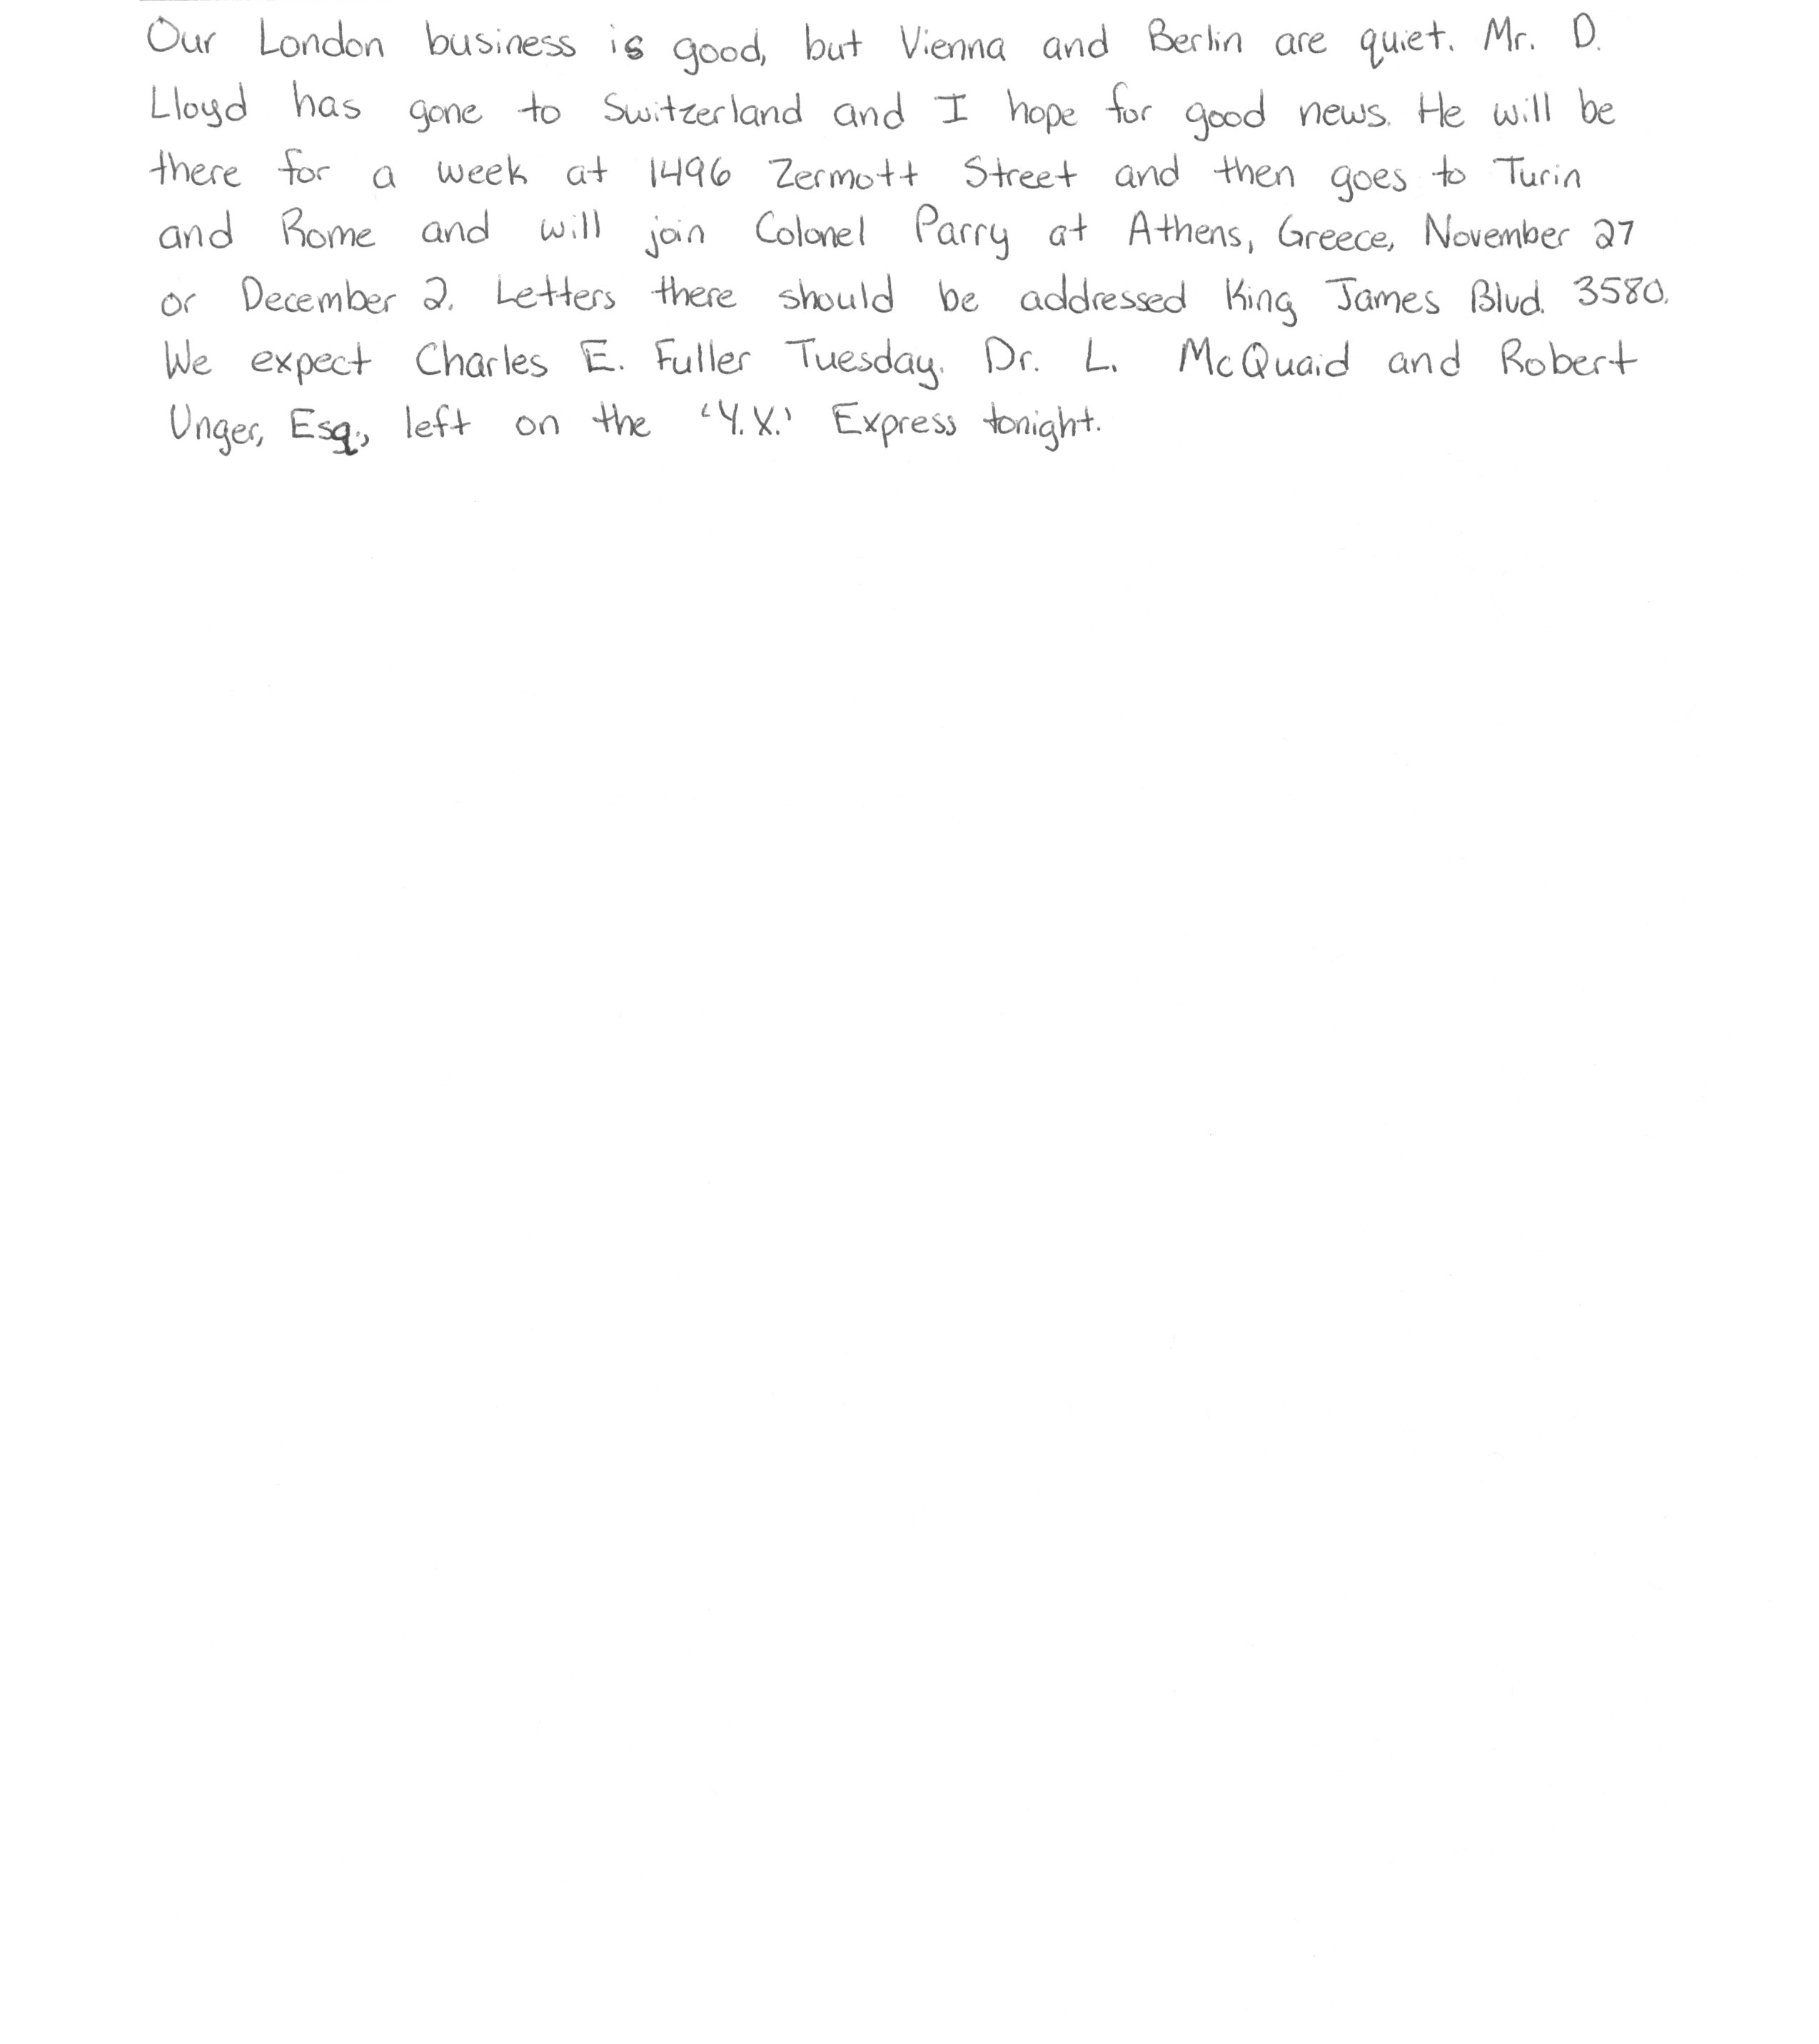 Our London business is good, but Vienna and Berlin are quiet. Mr. D.
Lloyd has gone to Switzerland and I hope for good news. He will be
there for a week at 1496 Zermott Street and then goes to Turin
and Rome and will join Colonel Parry at Athens, Greece, November 27
or December 2. Letters there should be addressed King James Blvd. 3580.
We expect Charles E. Fuller Tuesday. Dr. L. McQuaid and Robert
Unger, Esq., left on the 'Y.X.' Express tonight.